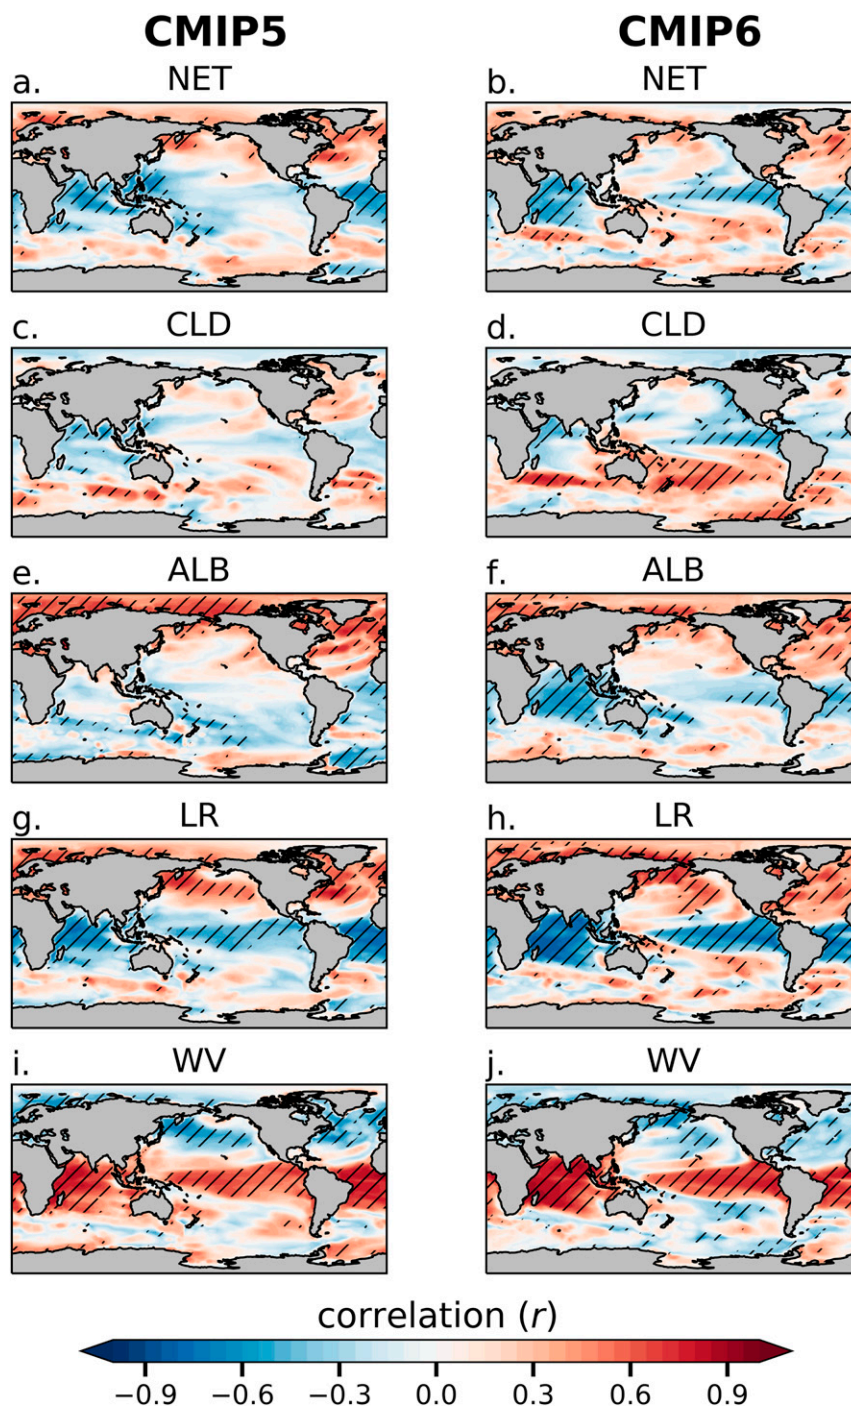 CMIP5 CMIP6
a. NET b. NET
c. CLD d. CLD
e. ALB f. ALB
g. LR h. LR
i. WV j. WV
correlation (r)
−0.9 −0.6 −0.3 0.0 0.3 0.6 0.9